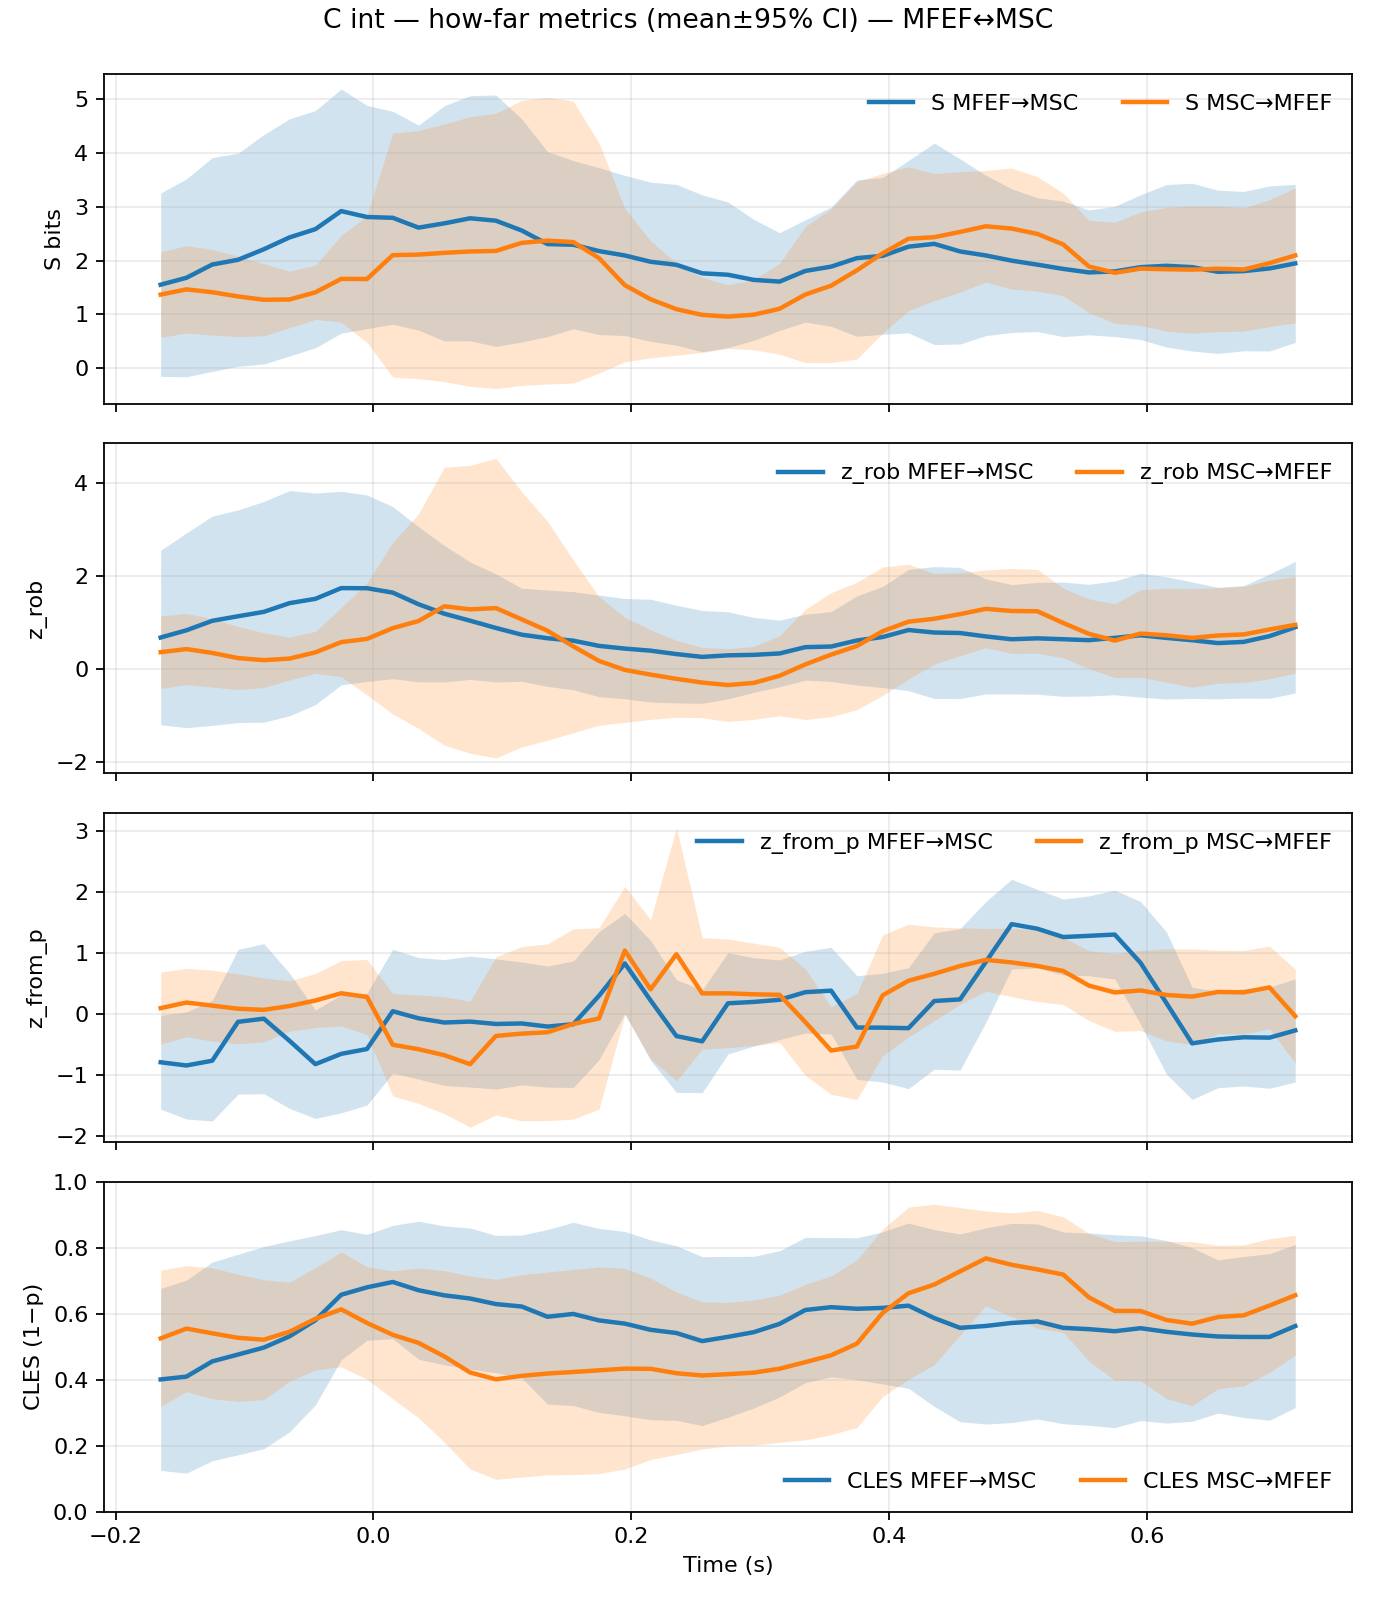 C int — how-far metrics (mean±95% CI) — MFEF↔MSC
S MFEF→MSC S MSC→MFEF
5
4
3
2
1
0
S bits
z_rob MFEF→MSC z_rob MSC→MFEF
4
2
0
−2
z_rob
z_from_p MFEF→MSC z_from_p MSC→MFEF
3
2
1
0
−1
−2
z_from_p
1.0
0.8
0.6
0.4
0.2
0.0
CLES (1−p)
CLES MFEF→MSC CLES MSC→MFEF
−0.2 0.0 0.2 0.4 0.6
Time (s)